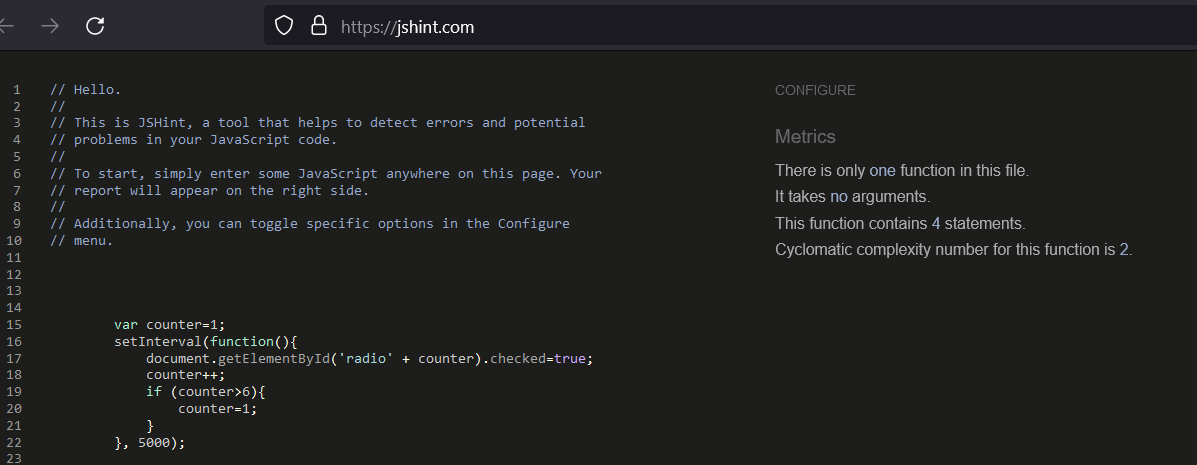 https://jshint.com
1 // Hello.
2 //
3 // This is JSHint, a tool that helps to detect errors and potential
4 // problems in your JavaScript code.
5 //
6 // To start, simply enter some JavaScript anywhere on this page. Your
7 // report will appear on the right side.
8 //
9 // Additionally, you can toggle specific options in the Configure
10 // menu.
11
12
13
14
15 var counter=1;
16 setInterval(function(){
17 document.getElementById('radio' + counter).checked=true;
18 counter++;
19 if (counter>6){
20 counter=1;
21 }
22 }, 5000);
23
CONFIGURE
Metrics
There is only one function in this file.
It takes no arguments.
This function contains 4 statements.
Cyclomatic complexity number for this function is 2.